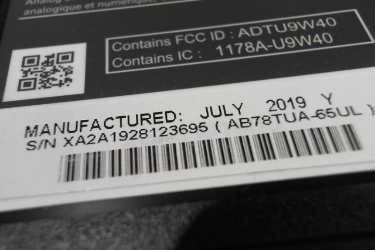 analogique et numérique
Contains FCC ID : ADTU9W40
Contains IC : 1178A-U9W40
MANUFACTURED: JULY 2019 Y
S/N XA2A1928123695 ( AB78TUA-65UL )